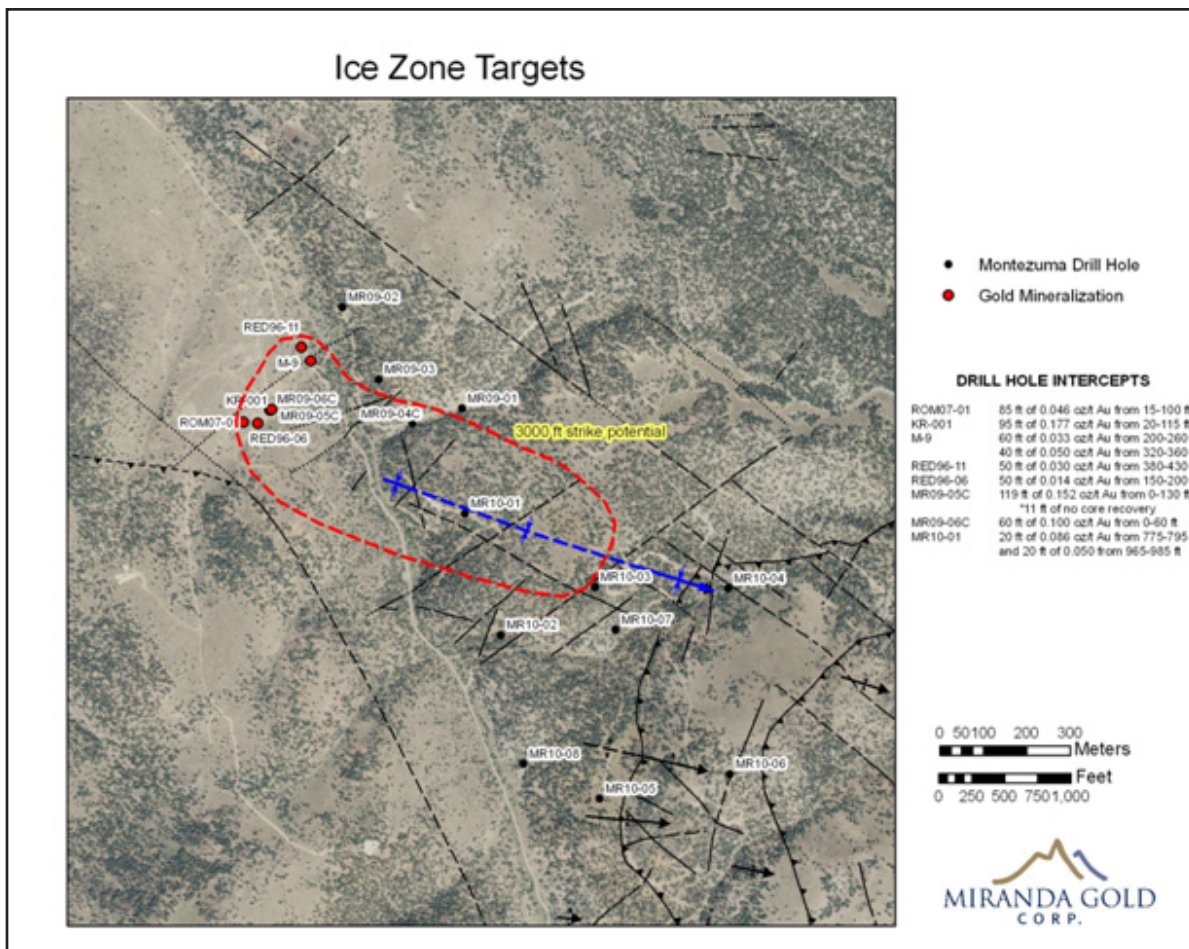 Ice Zone Targets
MR09-02
RED96-11
M-9
MR09-03
KR-001
MR09-06C
MR09-01
ROM07-01
MR09-05C
MR09-04C
RED96-06
3000 ft strike potential
MR10-01
MR10-03
MR10-04
MR10-02
MR10-07
MR10-08
MR10-06
MR10-05
Montezuma Drill Hole
Gold Mineralization
DRILL HOLE INTERCEPTS
ROM07-01 85 ft of 0.046 oz/t Au from 15-100 ft
KR-001 95 ft of 0.177 oz/t Au from 20-115 ft
M-9 60 ft of 0.033 oz/t Au from 200-260
40 ft of 0.050 oz/t Au from 320-360
RED96-11 50 ft of 0.030 oz/t Au from 380-430
RED96-06 50 ft of 0.014 oz/t Au from 150-200
MR09-05C 119 ft of 0.152 oz/t Au from 0-130 ft
*11 ft of no core recovery
MR09-06C 60 ft of 0.100 oz/t Au from 0-60 ft
MR10-01 20 ft of 0.086 oz/t Au from 775-795
and 20 ft of 0.050 from 965-985 ft
0 50 100 200 300
Meters
Feet
0 250 500 750 1,000
MIRANDA GOLD
CORP.